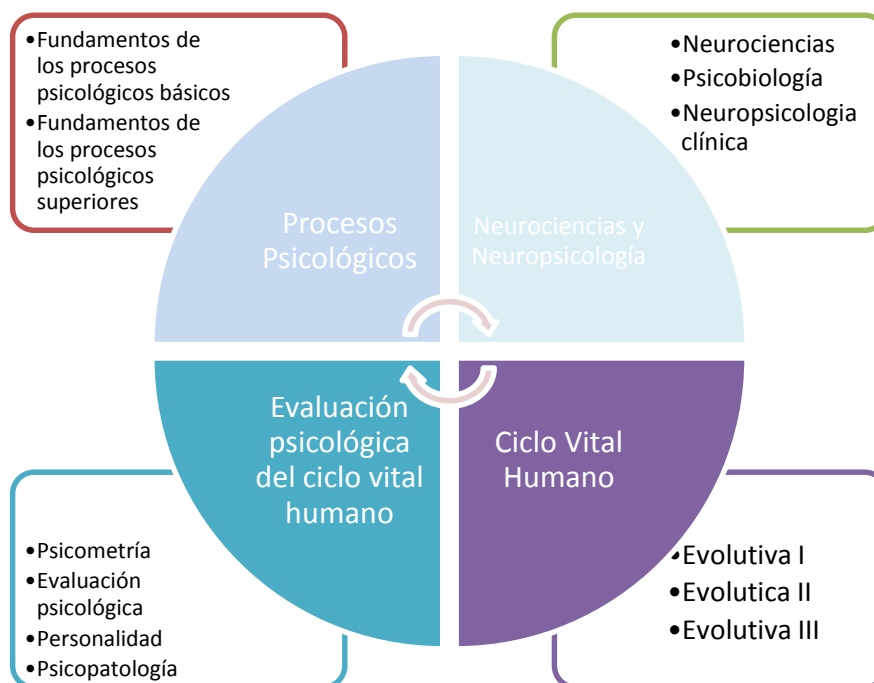 •Fundamentos de
los procesos
psicológicos básicos
•Fundamentos de
los procesos
psicológicos
superiores
•Neurociencias
•Psicobiología
•Neuropsicologia
clínica
Procesos
Psicológicos
Neurociencias y
Neuropsicología
Evaluación
psicológica
del ciclo vital
humano
Ciclo Vital
Humano
•Psicometría
•Evaluación
psicológica
•Personalidad
•Psicopatología
•Evolutiva I
•Evolutica II
•Evolutiva III